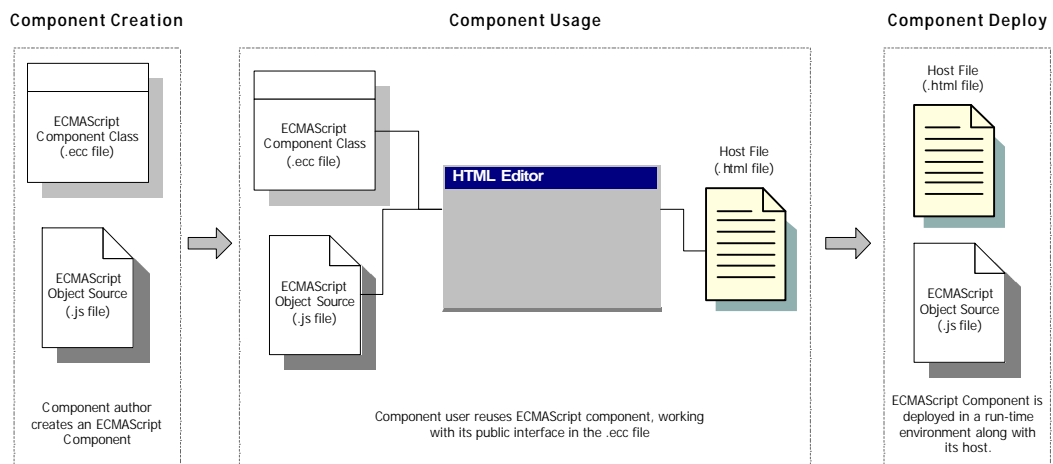 Component Creation
Component Usage
Component Deploy
ECMAScript
Component Class
(.ecc file)
ECMAScript
Object Source
(.js file)
Component author
creates an ECMAScript
Component
ECMAScript
Component Class
(.ecc file)
ECMAScript
Object Source
(.js file)
HTML Editor
Host File
(.html file)
Component user reuses ECMAScript component, working
with its public interface in the .ecc file
Host File
(.html file)
ECMAScript
Object Source
(.js file)
ECMAScript Component is
deployed in a run-time
environment along with
its host.